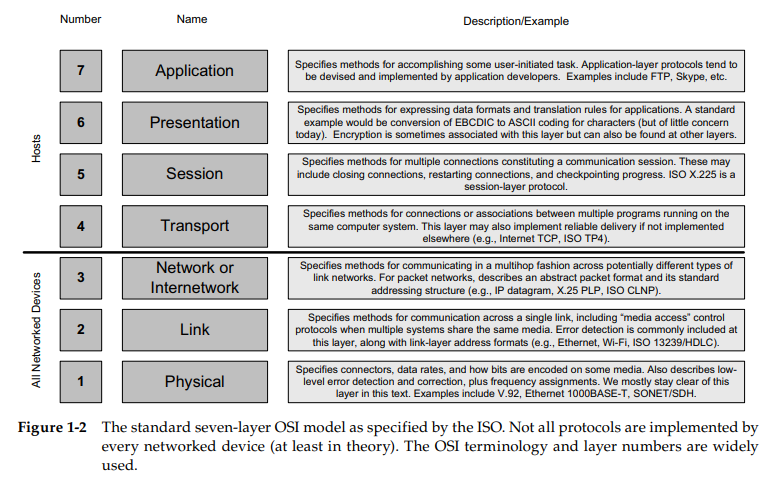 Number Name Description/Example
7 Application
Specifies methods for accomplishing some user-initiated task. Application-layer protocols tend to
be devised and implemented by application developers. Examples include FTP, Skype, etc.
6 Presentation
Specifies methods for expressing data formats and translation rules for applications. A standard
example would be conversion of EBCDIC to ASCII coding for characters (but of little concern
today). Encryption is sometimes associated with this layer but can also be found at other layers.
Hosts
5 Session
Specifies methods for multiple connections constituting a communication session. These may
include closing connections, restarting connections, and checkpointing progress. ISO X.225 is a
session-layer protocol.
4 Transport
Specifies methods for connections or associations between multiple programs running on the
same computer system. This layer may also implement reliable delivery if not implemented
elsewhere (e.g., Internet TCP, ISO TP4).
3 Network or
Internetwork
Specifies methods for communicating in a multihop fashion across potentially different types of
link networks. For packet networks, describes an abstract packet format and its standard
addressing structure (e.g., IP datagram, X.25 PLP, ISO CLNP).
All Networked Devices
2 Link
Specifies methods for communication across a single link, including “media access” control
protocols when multiple systems share the same media. Error detection is commonly included at
this layer, along with link-layer address formats (e.g., Ethernet, Wi-Fi, ISO 13239/HDLC).
1 Physical
Specifies connectors, data rates, and how bits are encoded on some media. Also describes low-
level error detection and correction, plus frequency assignments. We mostly stay clear of this
layer in this text. Examples include V.92, Ethernet 1000BASE-T, SONET/SDH.
Figure 1-2 The standard seven-layer OSI model as specified by the ISO. Not all protocols are implemented by
every networked device (at least in theory). The OSI terminology and layer numbers are widely
used.